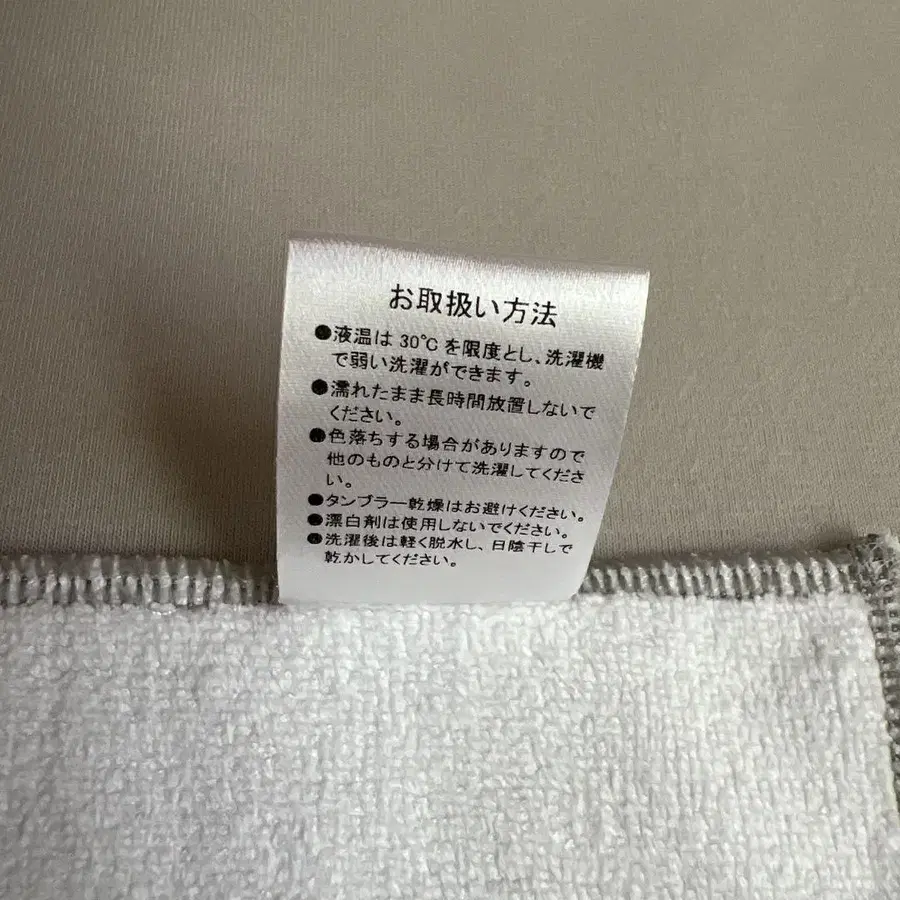 お取扱い方法
●液温は30℃を限度とし、洗濯機
で弱い洗濯ができます。
●濡れたまま長時間放置しないで
ください。
●色落ちする場合がありますので
他のものと分けて洗濯してくださ
い。
●タンブラー乾燥はお避けください。
●漂白剤は使用しないでください。
●洗濯後は軽く脱水し、日陰干しで
乾かしてください。